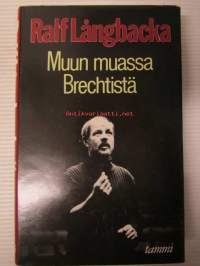 Ralf Långbacka
Muun muassa
Brechtistä
Antikvariaatti.net
tammi